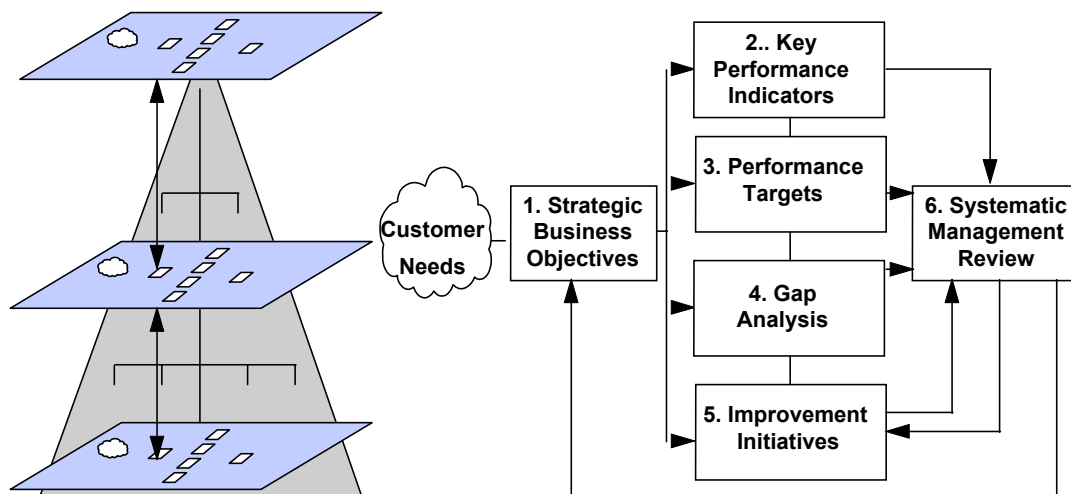 Customer
Needs
1. Strategic
Business
Objectives
2.. Key
Performance
Indicators
3. Performance
Targets
4. Gap
Analysis
5. Improvement
Initiatives
6. Systematic
Management
Review